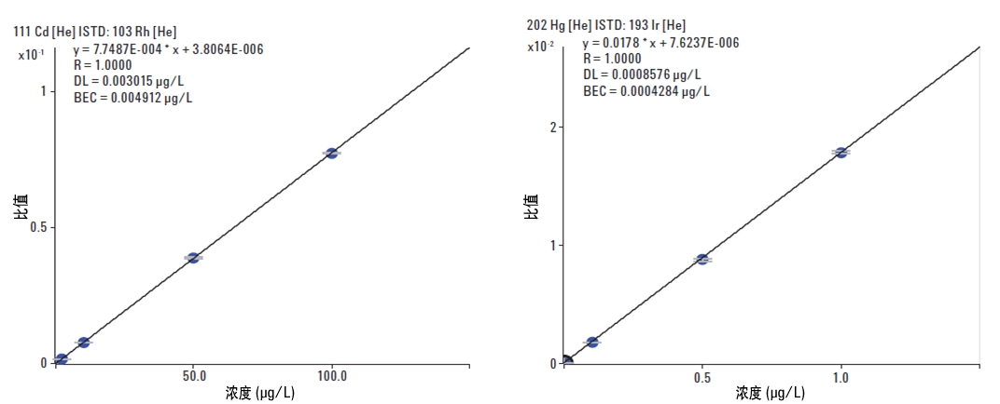 111 Cd [He] ISTD: 103 Rh [He]
x10⁻¹
y = 7.7487E-004 * x + 3.8064E-006
R = 1.0000
DL = 0.003015 µg/L
BEC = 0.004912 µg/L
1
比值
0.5
0
50.0
100.0
浓度 (µg/L)
202 Hg [He] ISTD: 193 Ir [He]
x10⁻²
y = 0.0178 * x + 7.6237E-006
R = 1.0000
DL = 0.0008576 µg/L
BEC = 0.0004284 µg/L
2
比值
1
0
0.5
1.0
浓度 (µg/L)